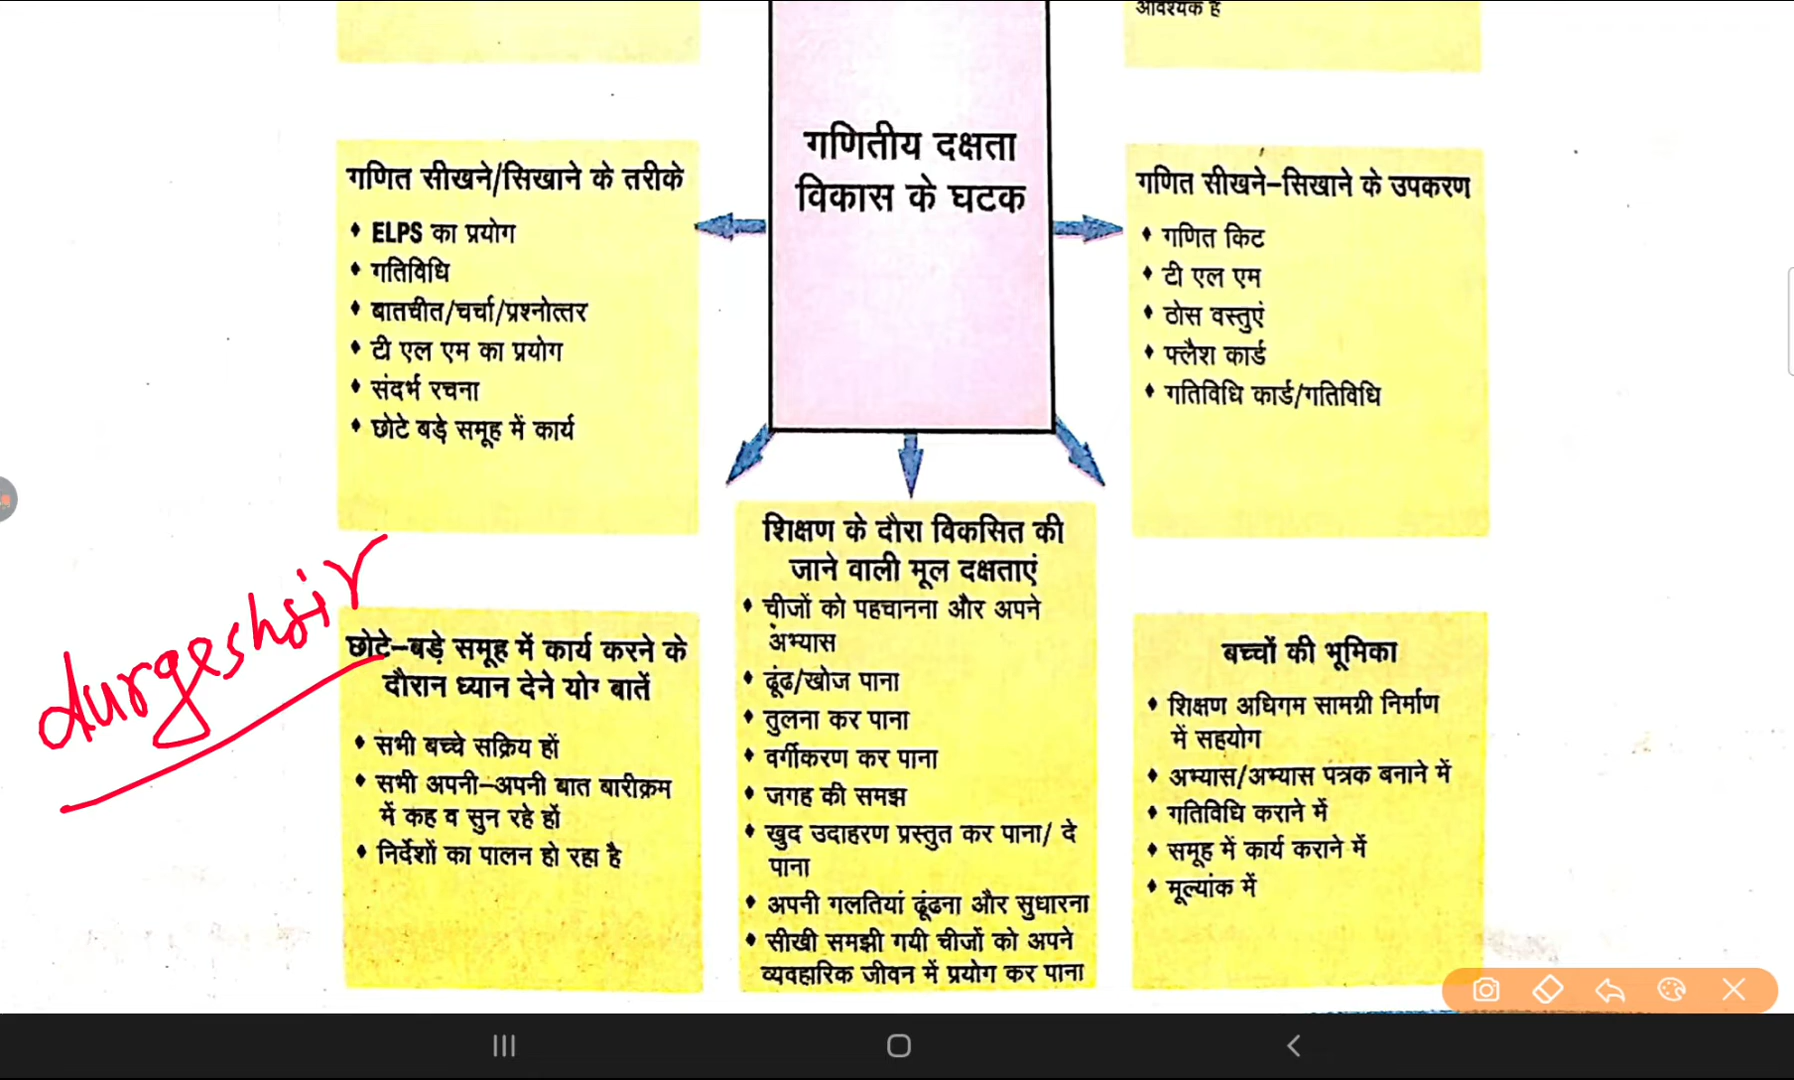 आवश्यक है
गणितीय दक्षता
विकास के घटक
गणित सीखने/सिखाने के तरीके
♦ ELPS का प्रयोग
♦ गतिविधि
♦ बातचीत/चर्चा/प्रश्नोत्तर
♦ टी एल एम का प्रयोग
♦ संदर्भ रचना
♦ छोटे बड़े समूह में कार्य
गणित सीखने-सिखाने के उपकरण
♦ गणित किट
♦ टी एल एम
♦ ठोस वस्तुएं
♦ फ्लैश कार्ड
♦ गतिविधि कार्ड/गतिविधि
durgeshsir
छोटे-बड़े समूह में कार्य करने के
दौरान ध्यान देने योग बातें
♦ सभी बच्चे सक्रिय हों
♦ सभी अपनी-अपनी बात बारीक्रम
में कह व सुन रहे हों
♦ निर्देशों का पालन हो रहा है
शिक्षण के दौरा विकसित की
जाने वाली मूल दक्षताएं
♦ चीजों को पहचानना और अपने
अभ्यास
♦ ढूंढ/खोज पाना
♦ तुलना कर पाना
♦ वर्गीकरण कर पाना
♦ जगह की समझ
♦ खुद उदाहरण प्रस्तुत कर पाना/ दे
पाना
♦ अपनी गलतियां ढूंढना और सुधारना
♦ सीखी समझी गयी चीजों को अपने
व्यवहारिक जीवन में प्रयोग कर पाना
बच्चों की भूमिका
♦ शिक्षण अधिगम सामग्री निर्माण
में सहयोग
♦ अभ्यास/अभ्यास पत्रक बनाने में
♦ गतिविधि कराने में
♦ समूह में कार्य कराने में
♦ मूल्यांक में